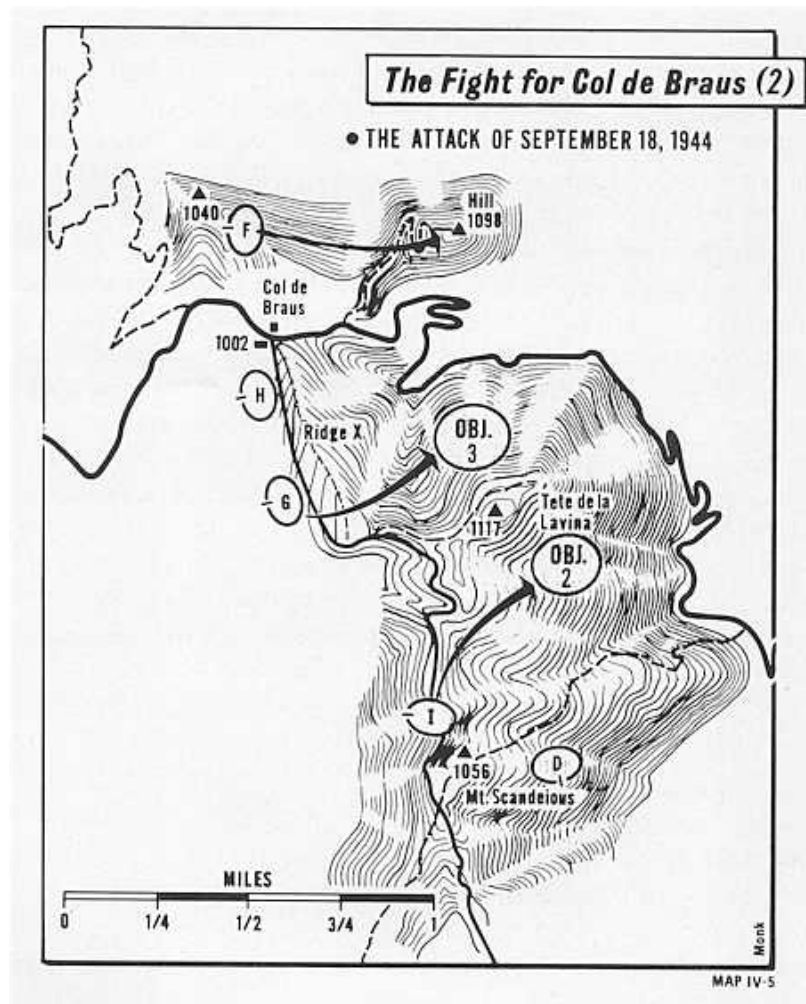 The Fight for Col de Braus (2)
● THE ATTACK OF SEPTEMBER 18, 1944
1040
F
Hill
1098
Col de
Braus
1002
H
Ridge X
OBJ.
3
G
1117
Tete de la
Lavina
OBJ.
2
I
1056
D
Mt. Scandeious
MILES
0 1/4 1/2 3/4 1
Monk
MAP IV-5